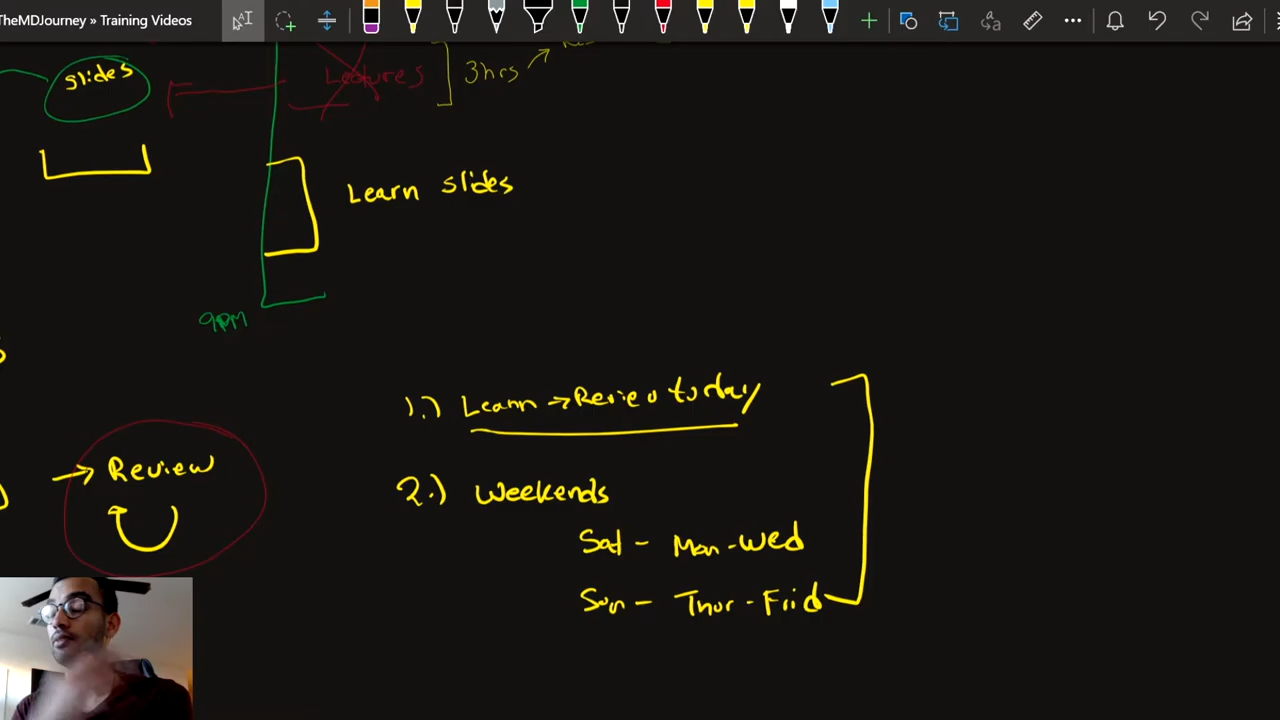 TheMDJourney » Training Videos
slides
Lectures
3hrs
Learn slides
9PM
1.) Learn → Review today
→ Review
2.) Weekends
Sat - Mon-Wed
Sun - Thur-Frid